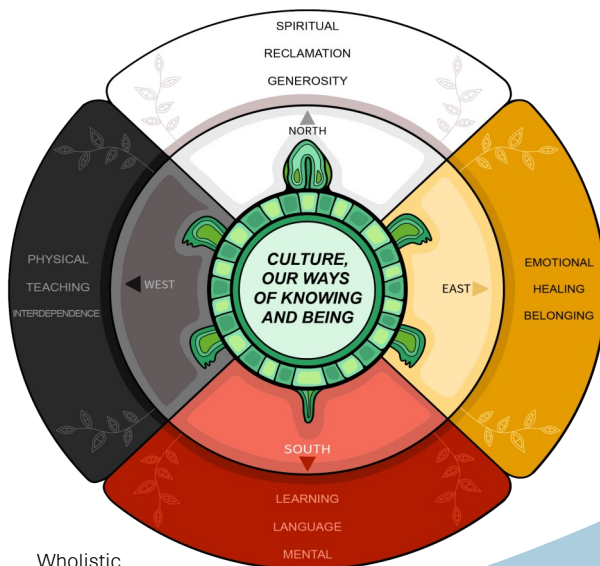 SPIRITUAL
RECLAMATION
GENEROSITY
NORTH
PHYSICAL
TEACHING
INTERDEPENDENCE
WEST
CULTURE,
OUR WAYS
OF KNOWING
AND BEING
EAST
EMOTIONAL
HEALING
BELONGING
SOUTH
LEARNING
LANGUAGE
MENTAL
Wholistic